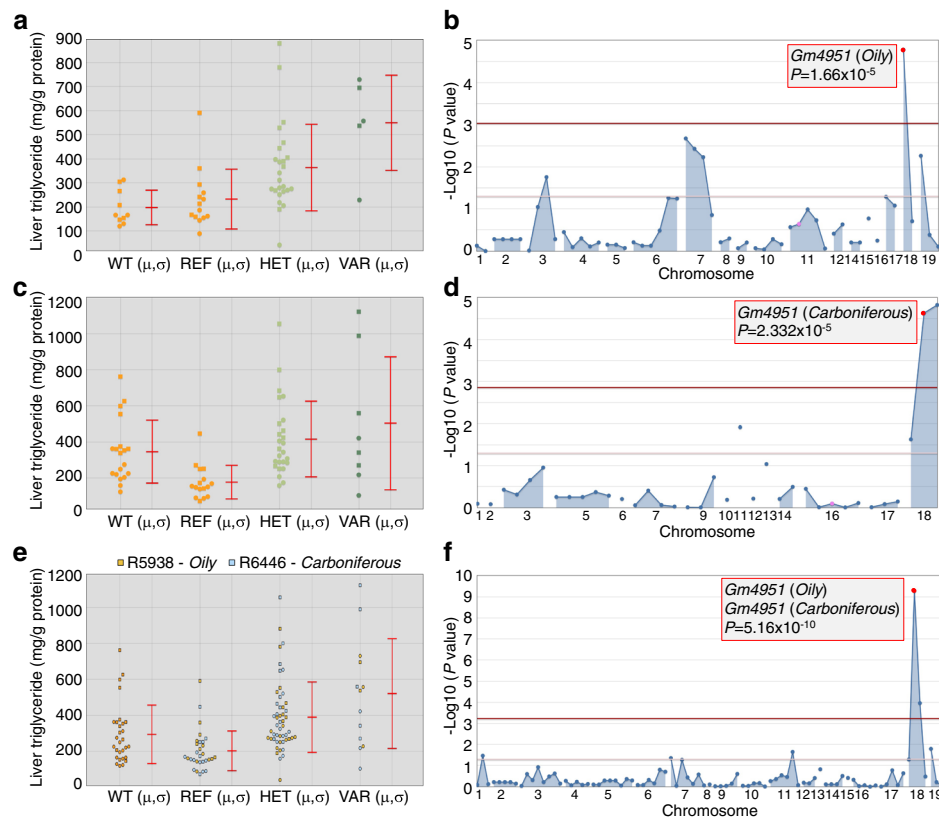 a
Liver triglyceride (mg/g protein)
900
800
700
600
500
400
300
200
100
0
WT (μ,σ) REF (μ,σ) HET (μ,σ) VAR (μ,σ)
b
-Log10 (P value)
5
4
3
2
1
0
Gm4951 (Oily)
P=1.66x10-5
1 2 3 4 5 6 7 8 9 10 11 12 14 15 16 17 18 19
Chromosome
c
Liver triglyceride (mg/g protein)
1200
1000
800
600
400
200
0
WT (μ,σ) REF (μ,σ) HET (μ,σ) VAR (μ,σ)
d
-Log10 (P value)
5
4
3
2
1
0
Gm4951 (Carboniferous)
P=2.332x10-5
1 2 3 5 6 7 9 10 11 12 13 14 16 17 18
Chromosome
e
R5938 - Oily R6446 - Carboniferous
Liver triglyceride (mg/g protein)
1200
1000
800
600
400
200
0
WT (μ,σ) REF (μ,σ) HET (μ,σ) VAR (μ,σ)
f
-Log10 (P value)
10
9
8
7
6
5
4
3
2
1
0
Gm4951 (Oily)
Gm4951 (Carboniferous)
P=5.16x10-10
1 2 3 4 5 6 7 8 9 10 11 12 13 14 15 16 17 18 19
Chromosome